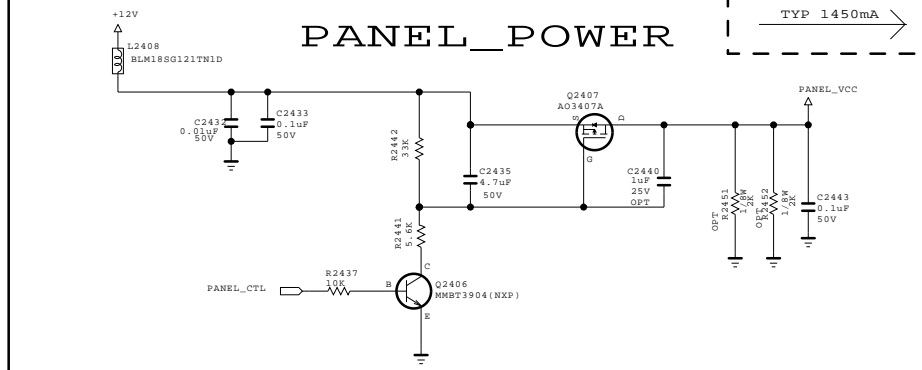 +12V
L2408
BLM18SG121TN1D
PANEL_POWER
TYP 1450mA
C2432
0.01uF
50V
C2433
0.1uF
50V
R2442
33K
C2435
4.7uF
50V
Q2407
AO3407A
S
D
G
C2440
1uF
25V
OPT
PANEL_VCC
OPT
R2451
1/8W
2K
OPT
R2452
1/8W
2K
C2443
0.1uF
50V
R2441
5.6K
PANEL_CTL
R2437
10K
B
C
E
Q2406
MMBT3904(NXP)